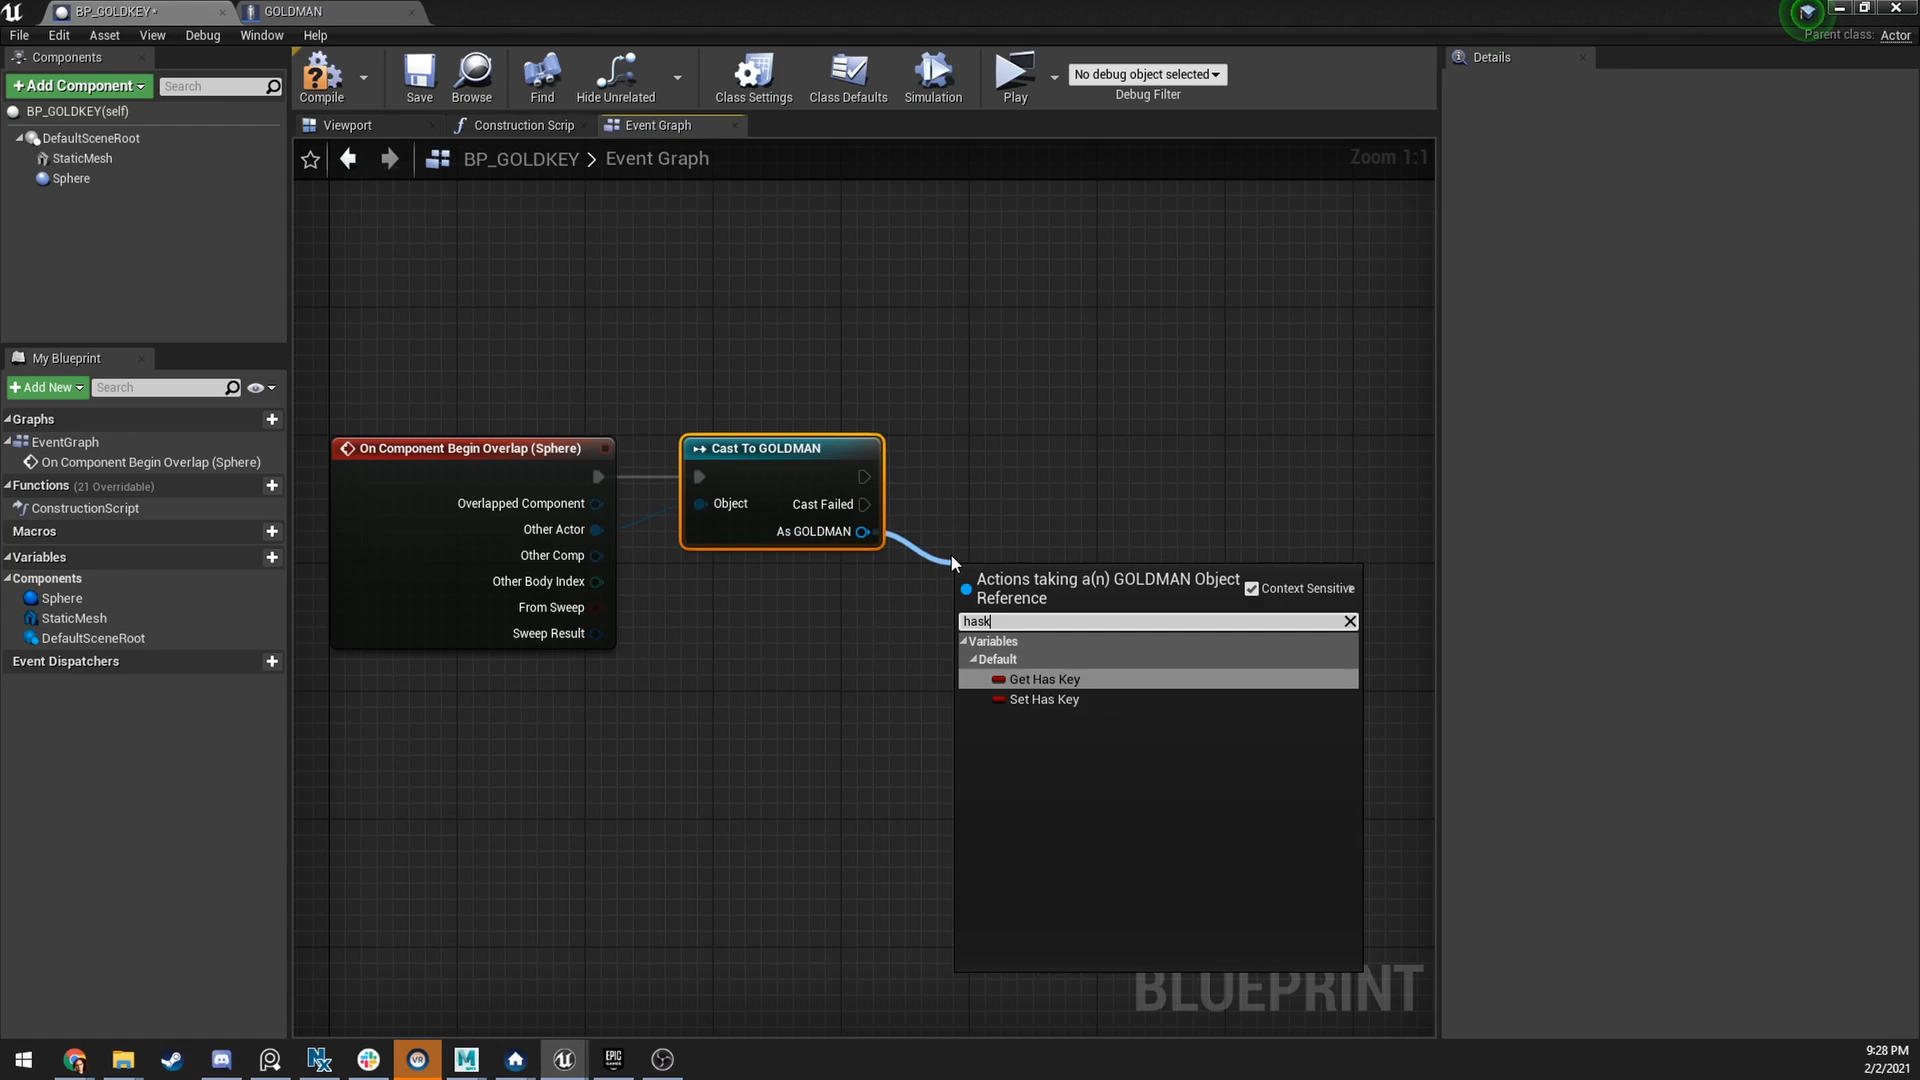 BP_GOLDKEY*
GOLDMAN
File Edit Asset View Debug Window Help
Parent class: Actor
Components
+Add Component
Search
BP_GOLDKEY(self)
DefaultSceneRoot
StaticMesh
Sphere
Compile
Save
Browse
Find
Hide Unrelated
Class Settings
Class Defaults
Simulation
Play
No debug object selected
Debug Filter
Details
Viewport
Construction Scrip
Event Graph
BP_GOLDKEY > Event Graph
Zoom 1:1
My Blueprint
+Add New
Search
Graphs
EventGraph
On Component Begin Overlap (Sphere)
Functions (21 Overridable)
ConstructionScript
Macros
Variables
Components
Sphere
StaticMesh
DefaultSceneRoot
Event Dispatchers
On Component Begin Overlap (Sphere)
Overlapped Component
Other Actor
Other Comp
Other Body Index
From Sweep
Sweep Result
Cast To GOLDMAN
Object
Cast Failed
As GOLDMAN
Actions taking a(n) GOLDMAN Object
Reference
Context Sensitive
hask
Variables
Default
Get Has Key
Set Has Key
BLUEPRINT
VR
M
EPIC
GAMES
9:28 PM
2/2/2021